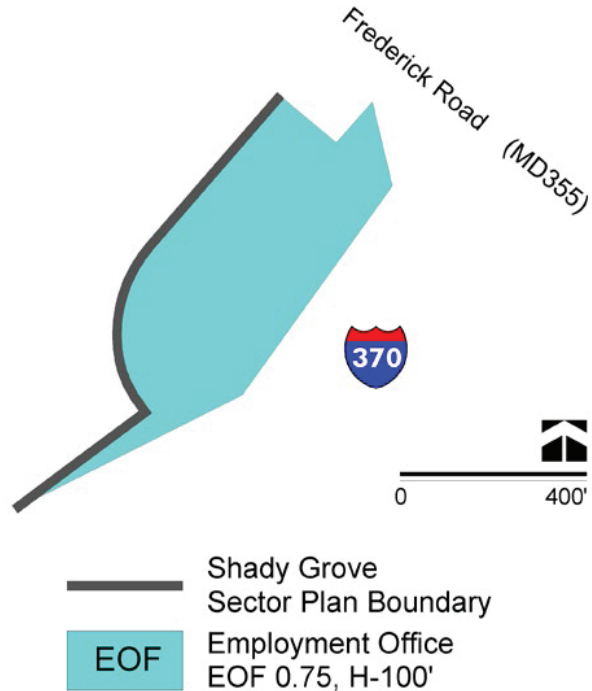 Frederick Road (MD355)
370
0 400'
Shady Grove
Sector Plan Boundary
EOF
Employment Office
EOF 0.75, H-100'